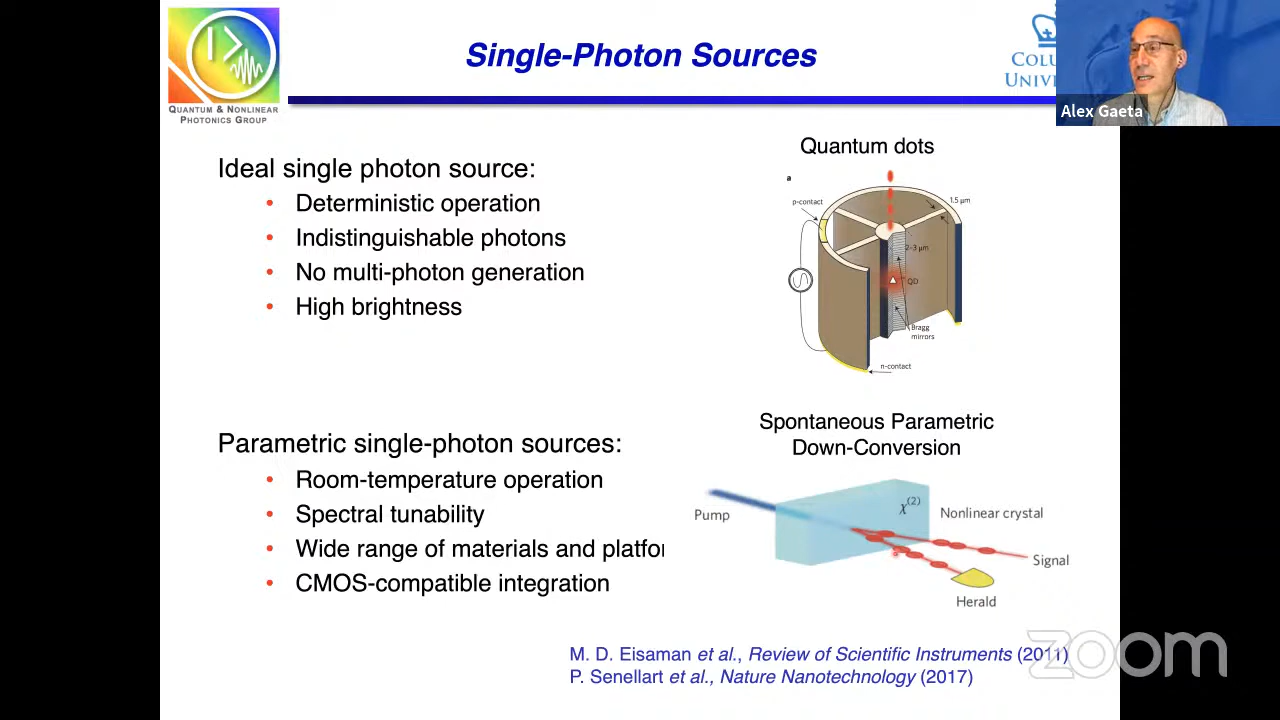 Single-Photon Sources
QUANTUM & NONLINEAR
PHOTONICS GROUP
COLU
UNIV
Alex Gaeta
Ideal single photon source:
• Deterministic operation
• Indistinguishable photons
• No multi-photon generation
• High brightness
Quantum dots
a
p-contact
1.5 µm
2–3 µm
QD
Bragg
mirrors
n-contact
Parametric single-photon sources:
• Room-temperature operation
• Spectral tunability
• Wide range of materials and platfor
• CMOS-compatible integration
Spontaneous Parametric
Down-Conversion
Pump
χ(2)
Nonlinear crystal
Signal
Herald
M. D. Eisaman et al., Review of Scientific Instruments (2011)
P. Senellart et al., Nature Nanotechnology (2017)
zoom